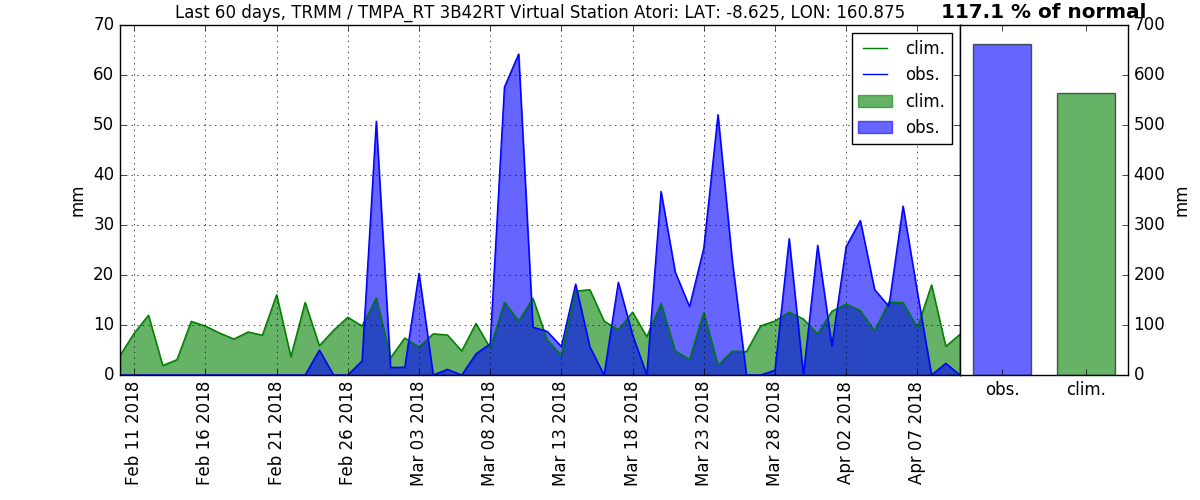 Last 60 days, TRMM / TMPA_RT 3B42RT Virtual Station Atori: LAT: -8.625, LON: 160.875
117.1 % of normal
70
60
50
40
30
20
10
0
mm
clim.
obs.
clim.
obs.
700
600
500
400
300
200
100
0
mm
obs.
clim.
Feb 11 2018
Feb 16 2018
Feb 21 2018
Feb 26 2018
Mar 03 2018
Mar 08 2018
Mar 13 2018
Mar 18 2018
Mar 23 2018
Mar 28 2018
Apr 02 2018
Apr 07 2018